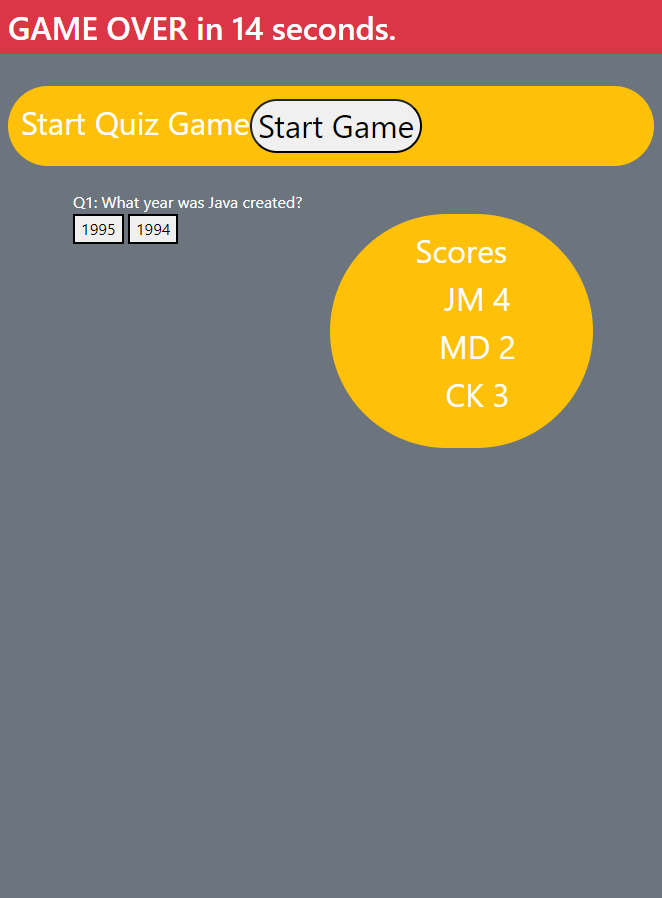 GAME OVER in 14 seconds.
Start Quiz Game Start Game
Q1: What year was Java created?
1995 1994
Scores
JM 4
MD 2
CK 3